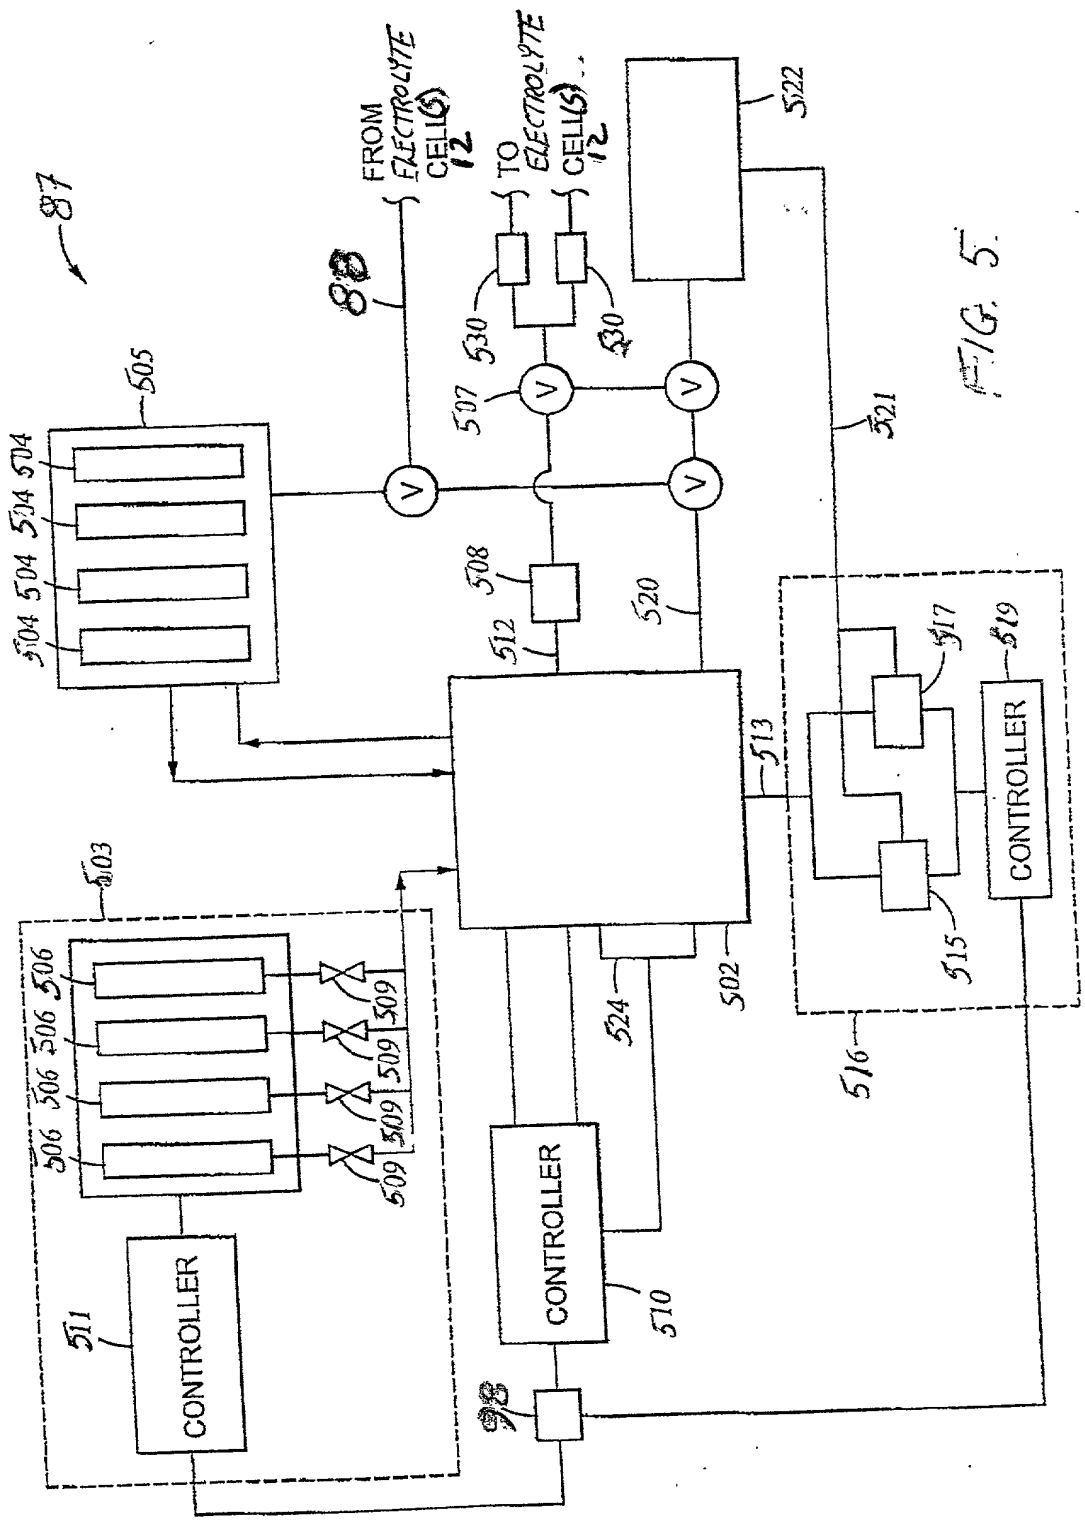 87
505
504
504
504
504
FROM
ELECTROLYTE
CELL(S)
12
88
TO
ELECTROLYTE
CELL(S)
12
530
530
522
V
V
V
V
507
508
512
520
521
503
506
506
506
506
509
509
509
509
511
CONTROLLER
513
517
519
CONTROLLER
515
516
502
524
CONTROLLER
510
98
FIG. 5